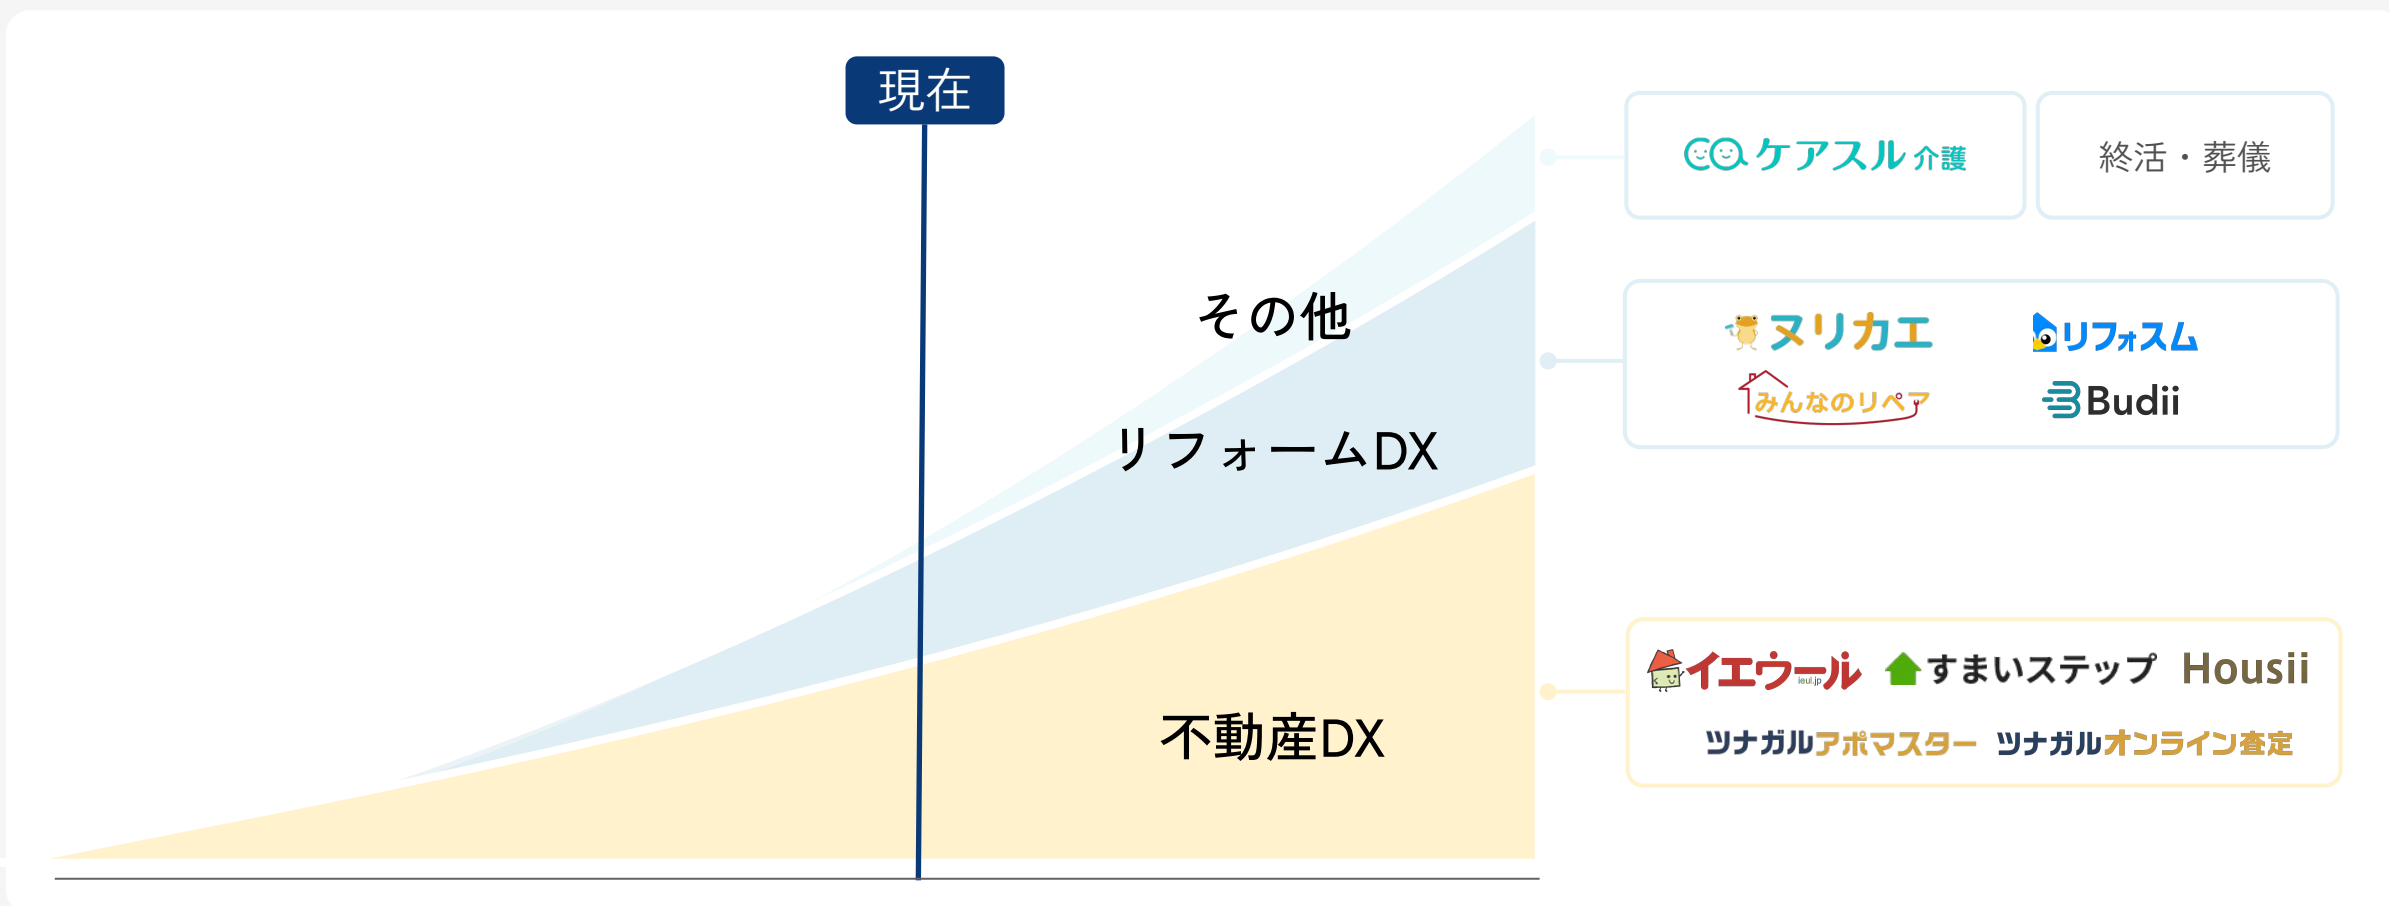 現在
ケアスル 介護
終活・葬儀
その他
ヌリカエ
リフォスム
みんなのリペア
Budii
リフォームDX
イエウール
ieul.jp
すまいステップ
Housii
不動産DX
ツナガルアポマスター
ツナガルオンライン査定